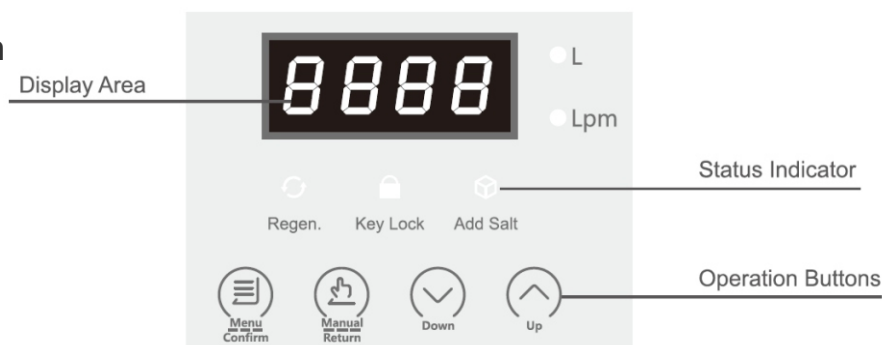 Display Area
8888
L
Lpm
Status Indicator
Regen.
Key Lock
Add Salt
Operation Buttons
Menu
Confirm
Manual
Return
Down
Up